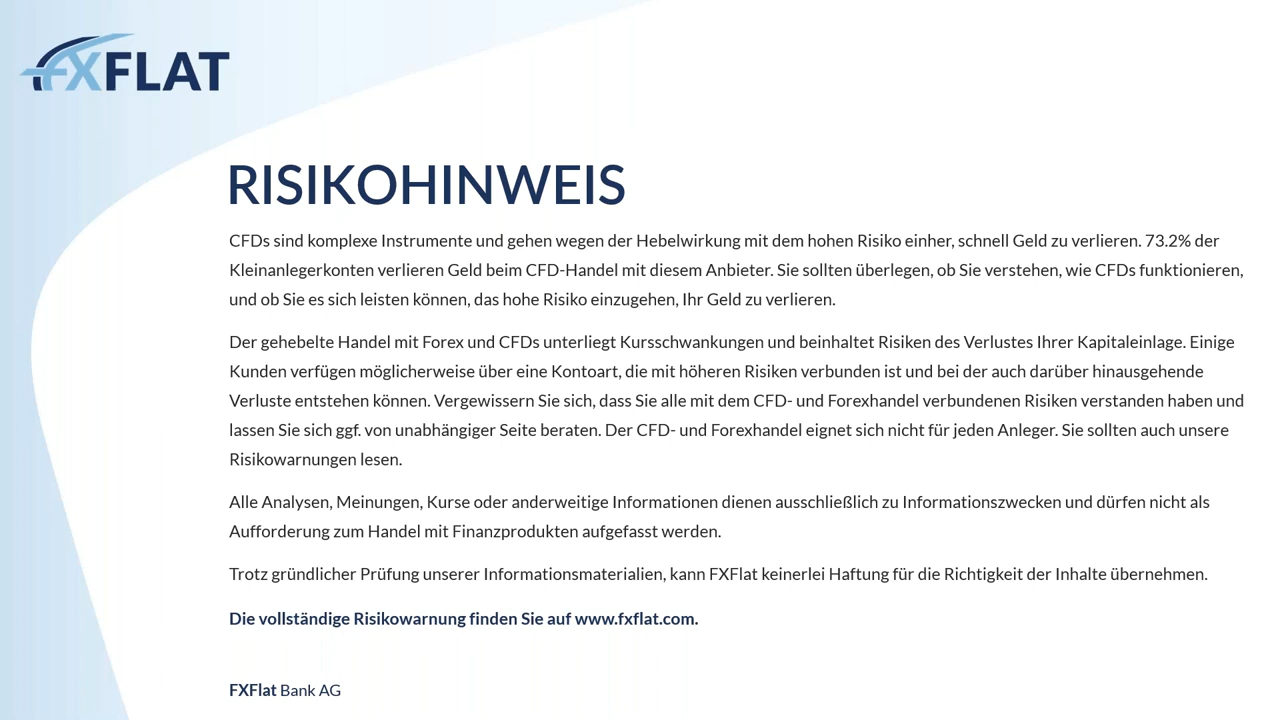 FXFLAT
RISIKOHINWEIS
CFDs sind komplexe Instrumente und gehen wegen der Hebelwirkung mit dem hohen Risiko einher, schnell Geld zu verlieren. 73.2% der
Kleinanlegerkonten verlieren Geld beim CFD-Handel mit diesem Anbieter. Sie sollten überlegen, ob Sie verstehen, wie CFDs funktionieren,
und ob Sie es sich leisten können, das hohe Risiko einzugehen, Ihr Geld zu verlieren.
Der gehebelte Handel mit Forex und CFDs unterliegt Kursschwankungen und beinhaltet Risiken des Verlustes Ihrer Kapitaleinlage. Einige
Kunden verfügen möglicherweise über eine Kontoart, die mit höheren Risiken verbunden ist und bei der auch darüber hinausgehende
Verluste entstehen können. Vergewissern Sie sich, dass Sie alle mit dem CFD- und Forexhandel verbundenen Risiken verstanden haben und
lassen Sie sich ggf. von unabhängiger Seite beraten. Der CFD- und Forexhandel eignet sich nicht für jeden Anleger. Sie sollten auch unsere
Risikowarnungen lesen.
Alle Analysen, Meinungen, Kurse oder anderweitige Informationen dienen ausschließlich zu Informationszwecken und dürfen nicht als
Aufforderung zum Handel mit Finanzprodukten aufgefasst werden.
Trotz gründlicher Prüfung unserer Informationsmaterialien, kann FXFlat keinerlei Haftung für die Richtigkeit der Inhalte übernehmen.
Die vollständige Risikowarnung finden Sie auf www.fxflat.com.
FXFlat Bank AG